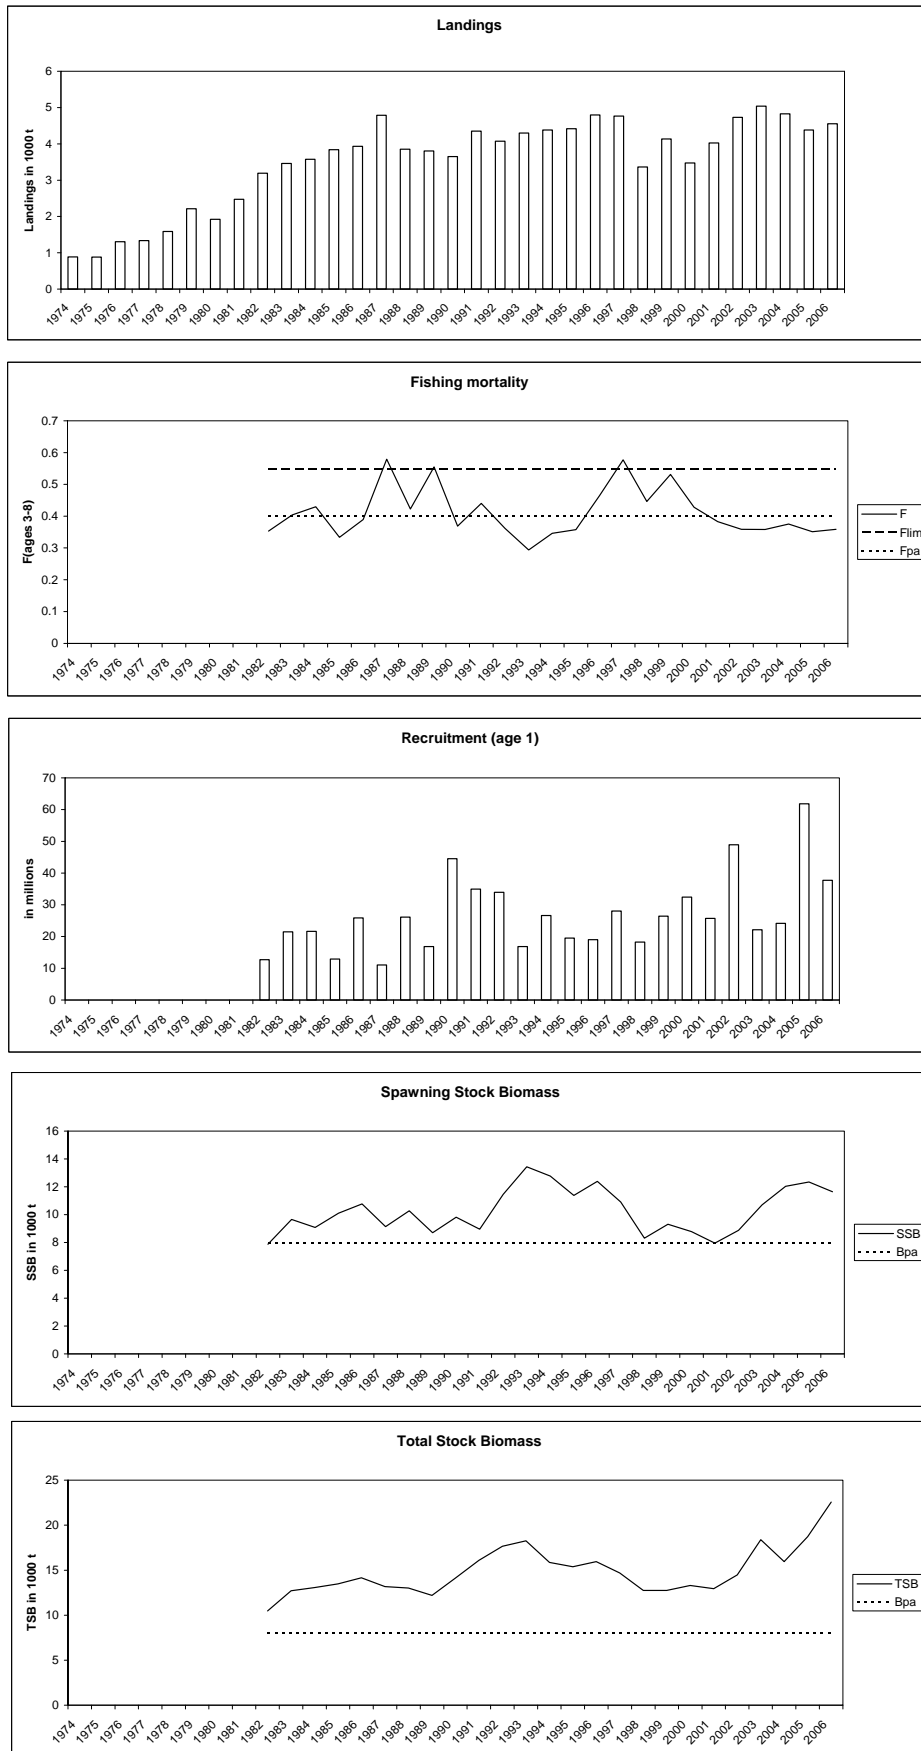 Landings
6
5
4
3
2
1
0
Landings in 1000 t
1974 1975 1976 1977 1978 1979 1980 1981 1982 1983 1984 1985 1986 1987 1988 1989 1990 1991 1992 1993 1994 1995 1996 1997 1998 1999 2000 2001 2002 2003 2004 2005 2006
Fishing mortality
0.7
0.6
0.5
0.4
0.3
0.2
0.1
0
F(ages 3-8)
1974 1975 1976 1977 1978 1979 1980 1981 1982 1983 1984 1985 1986 1987 1988 1989 1990 1991 1992 1993 1994 1995 1996 1997 1998 1999 2000 2001 2002 2003 2004 2005 2006
F
Flim
Fpa
Recruitment (age 1)
70
60
50
40
30
20
10
0
in millions
1974 1975 1976 1977 1978 1979 1980 1981 1982 1983 1984 1985 1986 1987 1988 1989 1990 1991 1992 1993 1994 1995 1996 1997 1998 1999 2000 2001 2002 2003 2004 2005 2006
Spawning Stock Biomass
16
14
12
10
8
6
4
2
0
SSB in 1000 t
1974 1975 1976 1977 1978 1979 1980 1981 1982 1983 1984 1985 1986 1987 1988 1989 1990 1991 1992 1993 1994 1995 1996 1997 1998 1999 2000 2001 2002 2003 2004 2005 2006
SSB
Bpa
Total Stock Biomass
25
20
15
10
5
0
TSB in 1000 t
1974 1975 1976 1977 1978 1979 1980 1981 1982 1983 1984 1985 1986 1987 1988 1989 1990 1991 1992 1993 1994 1995 1996 1997 1998 1999 2000 2001 2002 2003 2004 2005 2006
TSB
Bpa